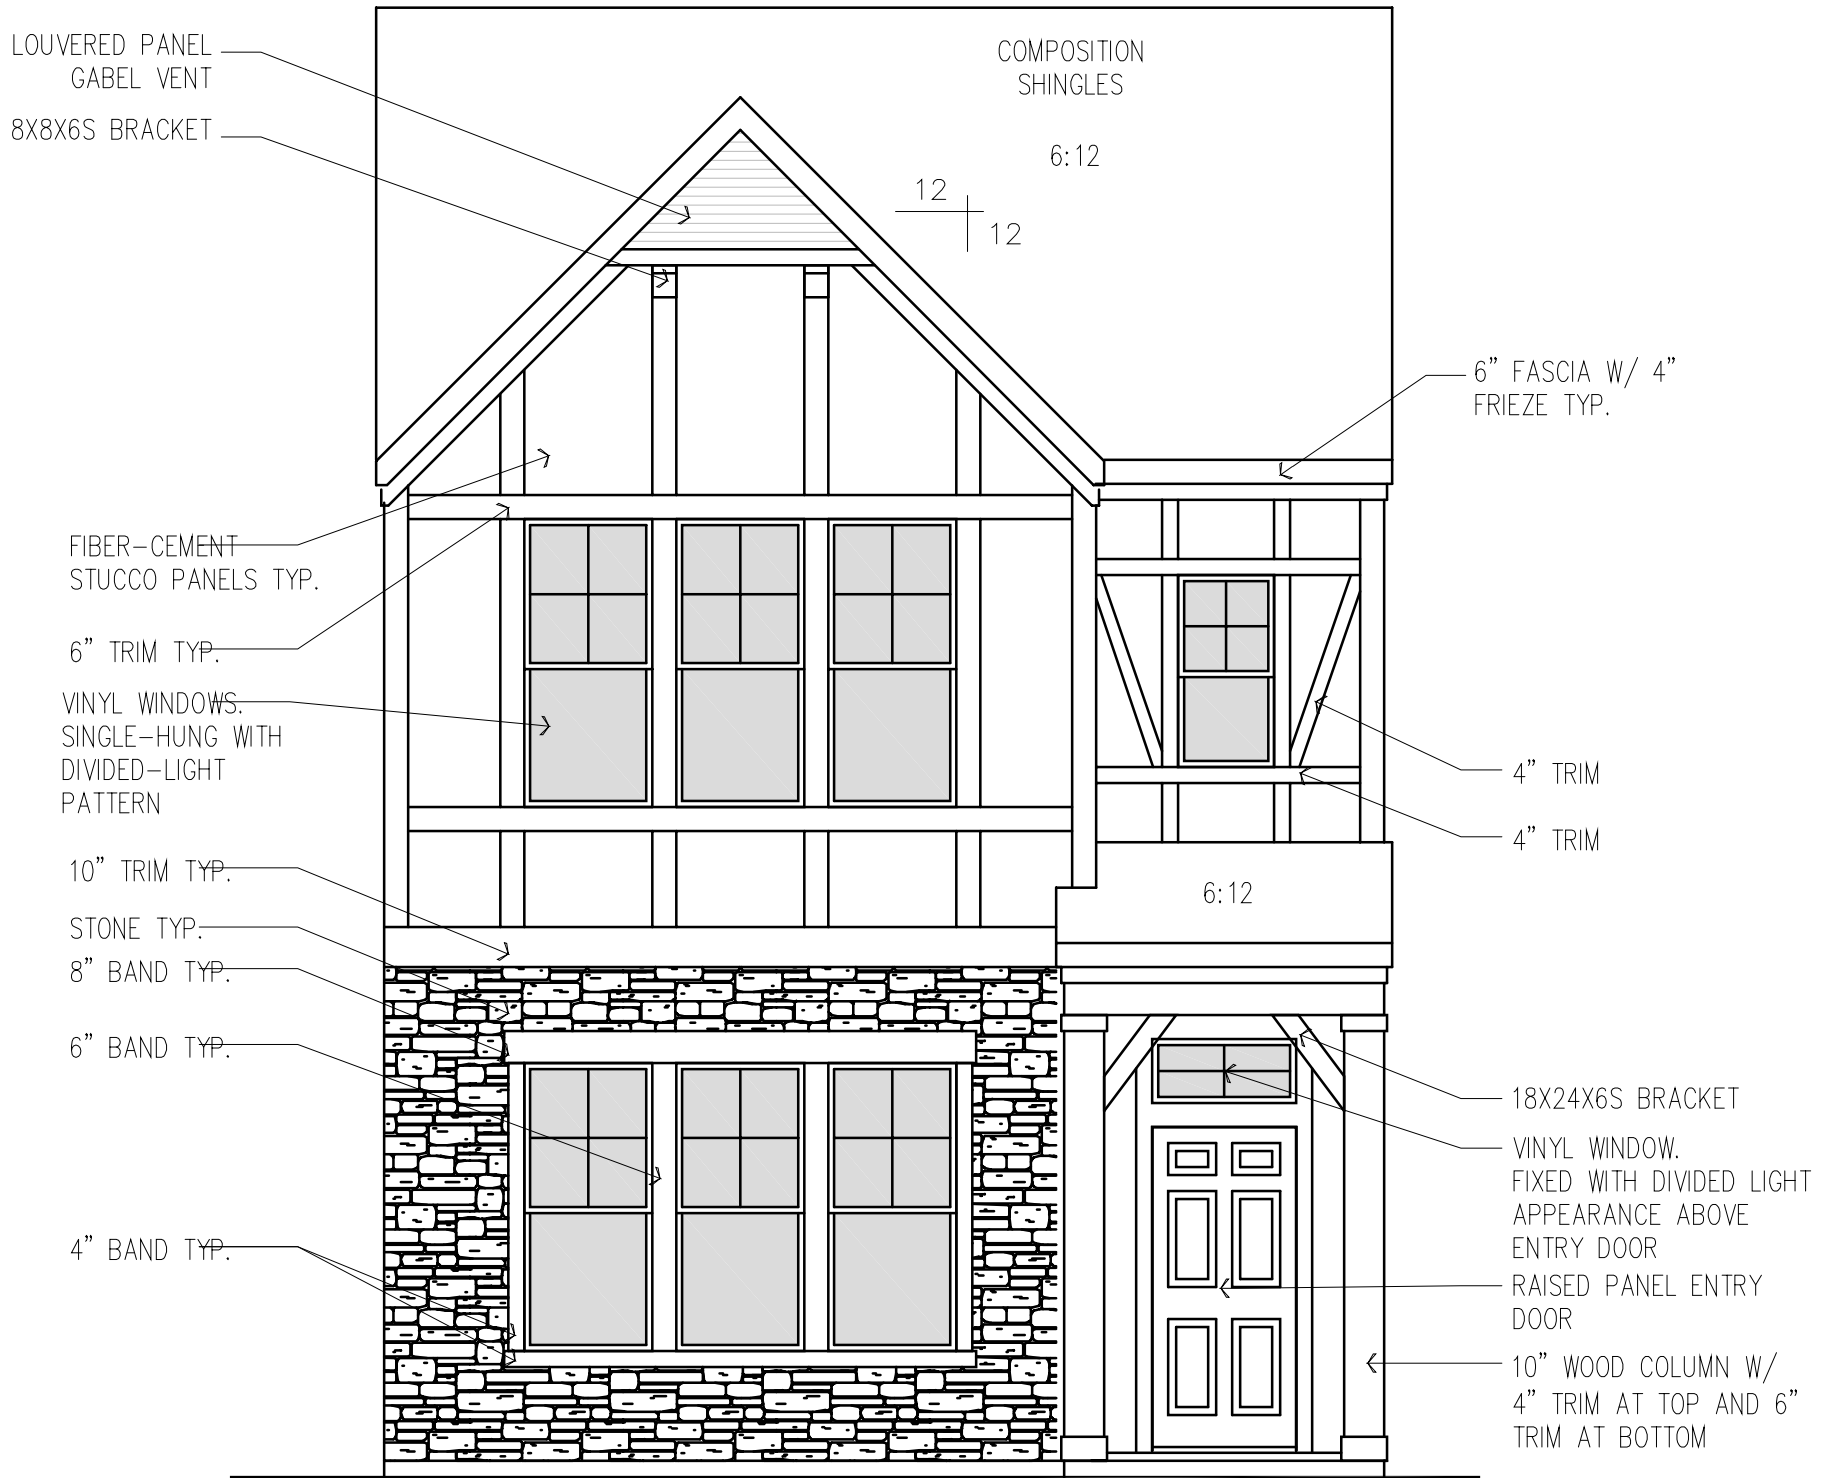 LOUVERED PANEL
GABEL VENT
8X8X6S BRACKET
COMPOSITION
SHINGLES
6:12
12
12
6” FASCIA W/ 4”
FRIEZE TYP.
FIBER-CEMENT
STUCCO PANELS TYP.
6” TRIM TYP.
VINYL WINDOWS.
SINGLE-HUNG WITH
DIVIDED-LIGHT
PATTERN
10” TRIM TYP.
STONE TYP.
8” BAND TYP.
6” BAND TYP.
4” BAND TYP.
4” TRIM
4” TRIM
6:12
18X24X6S BRACKET
VINYL WINDOW.
FIXED WITH DIVIDED LIGHT
APPEARANCE ABOVE
ENTRY DOOR
RAISED PANEL ENTRY
DOOR
10” WOOD COLUMN W/
4” TRIM AT TOP AND 6”
TRIM AT BOTTOM